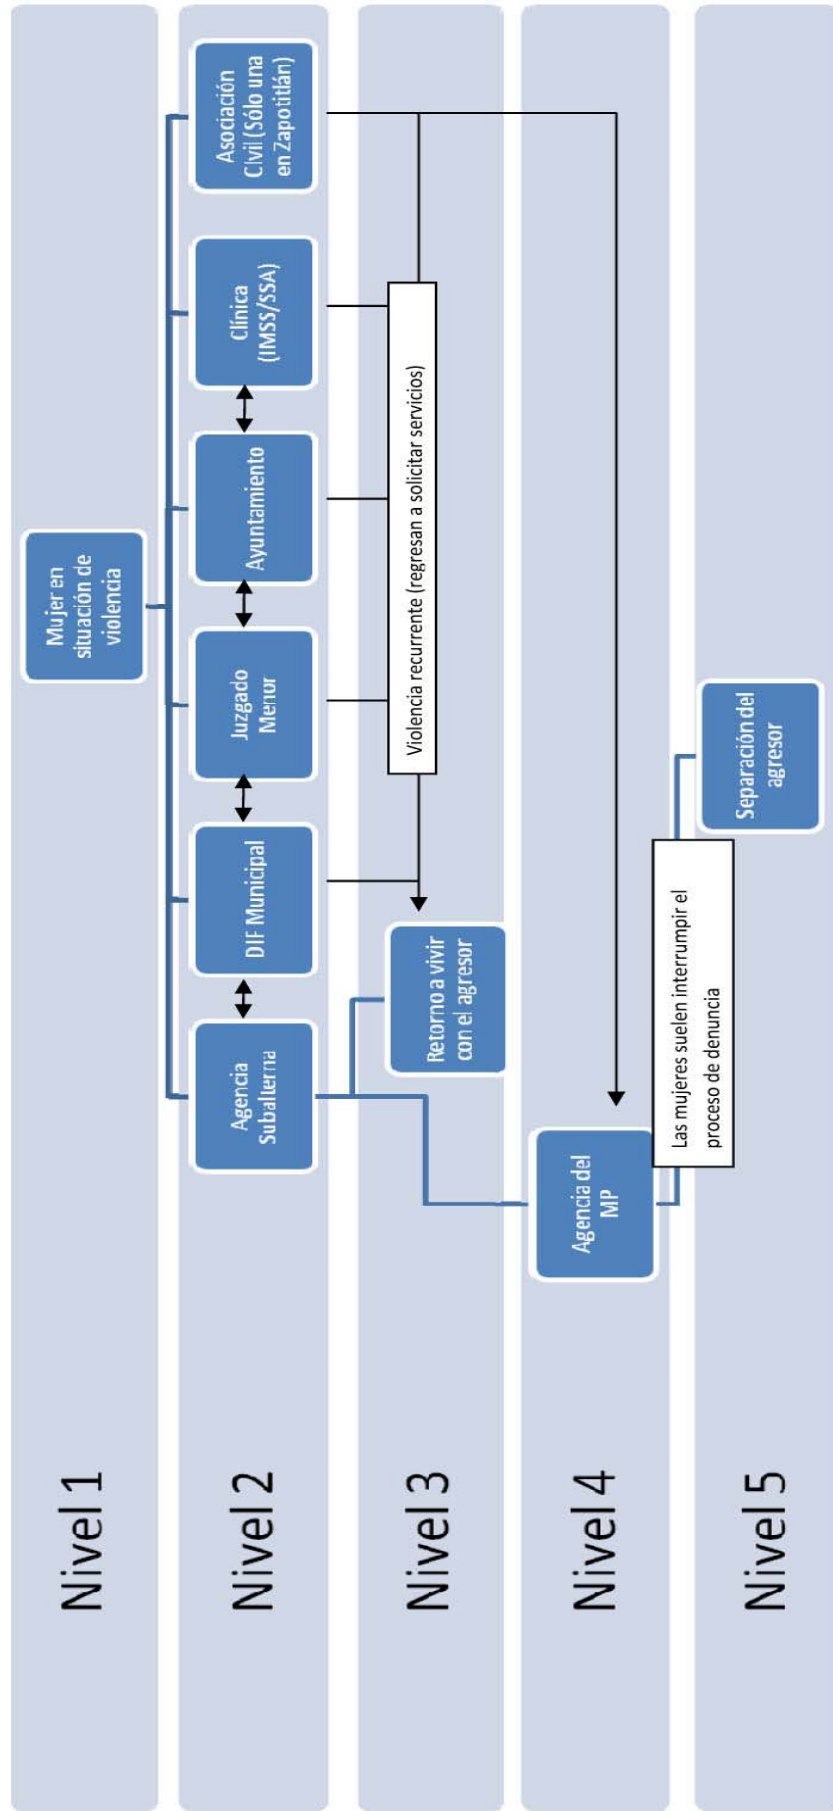 Nivel 1
Mujer en
situación de
violencia
Nivel 2
Agencia
Subalterna
DIF Municipal
Juzgado
Menor
Ayuntamiento
Clínica
(IMSS/SSA)
Asociación
Civil (Sólo una
en Zapotitlán)
Nivel 3
Retorno a vivir
con el agresor
Violencia recurrente (regresan a solicitar servicios)
Nivel 4
Agencia del
MP
Las mujeres suelen interrumpir el
proceso de denuncia
Nivel 5
Separación del
agresor